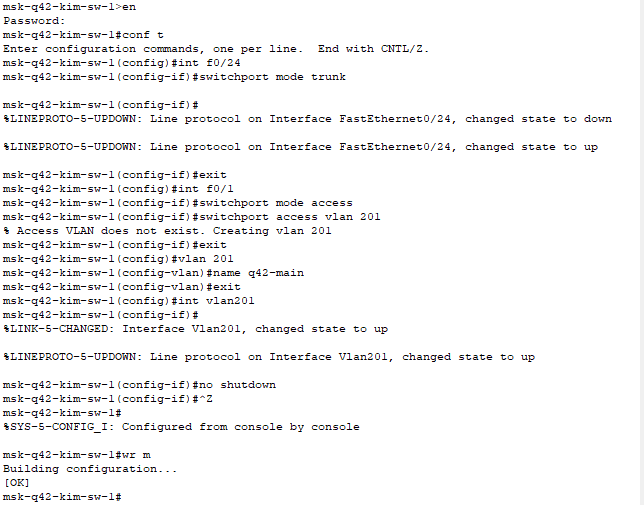 msk-q42-kim-sw-1>en
Password:
msk-q42-kim-sw-1#conf t
Enter configuration commands, one per line.  End with CNTL/Z.
msk-q42-kim-sw-1(config)#int f0/24
msk-q42-kim-sw-1(config-if)#switchport mode trunk

msk-q42-kim-sw-1(config-if)#
%LINEPROTO-5-UPDOWN: Line protocol on Interface FastEthernet0/24, changed state to down

%LINEPROTO-5-UPDOWN: Line protocol on Interface FastEthernet0/24, changed state to up

msk-q42-kim-sw-1(config-if)#exit
msk-q42-kim-sw-1(config)#int f0/1
msk-q42-kim-sw-1(config-if)#switchport mode access
msk-q42-kim-sw-1(config-if)#switchport access vlan 201
% Access VLAN does not exist. Creating vlan 201
msk-q42-kim-sw-1(config-if)#exit
msk-q42-kim-sw-1(config)#vlan 201
msk-q42-kim-sw-1(config-vlan)#name q42-main
msk-q42-kim-sw-1(config-vlan)#exit
msk-q42-kim-sw-1(config)#int vlan201
msk-q42-kim-sw-1(config-if)#
%LINK-5-CHANGED: Interface Vlan201, changed state to up

%LINEPROTO-5-UPDOWN: Line protocol on Interface Vlan201, changed state to up

msk-q42-kim-sw-1(config-if)#no shutdown
msk-q42-kim-sw-1(config-if)#^Z
msk-q42-kim-sw-1#
%SYS-5-CONFIG_I: Configured from console by console

msk-q42-kim-sw-1#wr m
Building configuration...
[OK]
msk-q42-kim-sw-1#